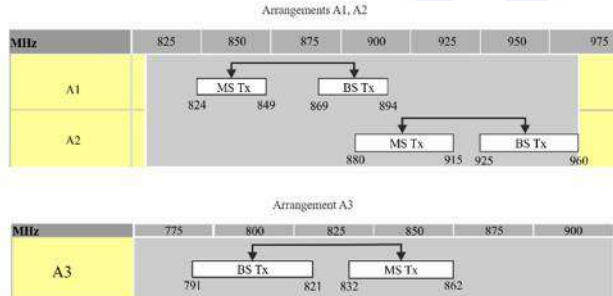 Arrangements A1, A2
MHz 825 850 875 900 925 950 975
A1 MS Tx BS Tx
824 849 869 894
A2 MS Tx BS Tx
880 915 925 960
Arrangement A3
MHz 775 800 825 850 875 900
A3 BS Tx MS Tx
791 821 832 862